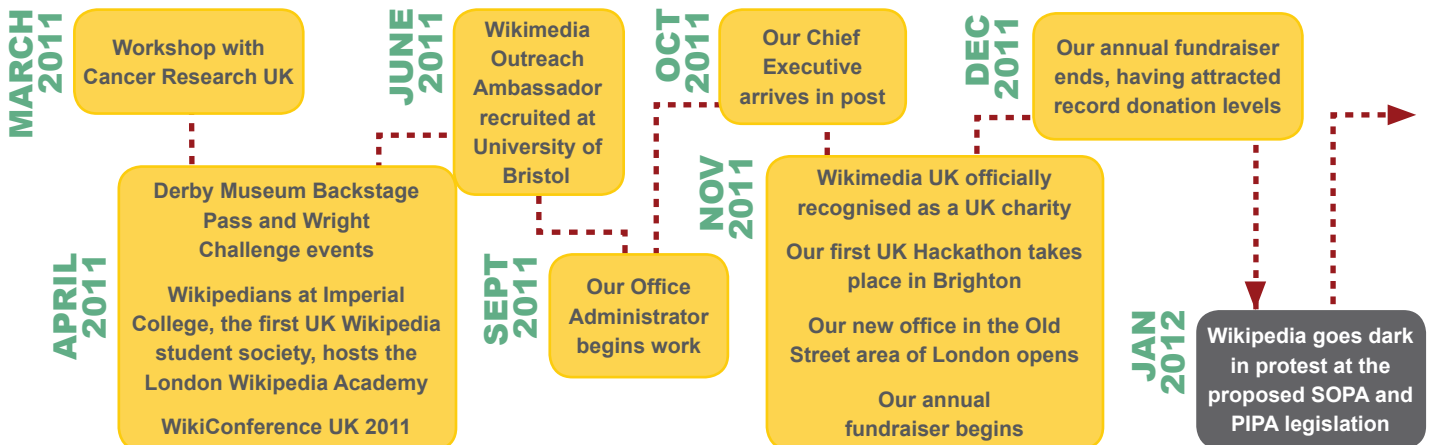 MARCH
2011
Workshop with
Cancer Research UK
APRIL
2011
Derby Museum Backstage
Pass and Wright
Challenge events
Wikipedians at Imperial
College, the first UK Wikipedia
student society, hosts the
London Wikipedia Academy
WikiConference UK 2011
JUNE
2011
Wikimedia
Outreach
Ambassador
recruited at
University of
Bristol
SEPT
2011
Our Office
Administrator
begins work
OCT
2011
Our Chief
Executive
arrives in post
NOV
2011
Wikimedia UK officially
recognised as a UK charity
Our first UK Hackathon takes
place in Brighton
Our new office in the Old
Street area of London opens
Our annual
fundraiser begins
DEC
2011
Our annual fundraiser
ends, having attracted
record donation levels
JAN
2012
Wikipedia goes dark
in protest at the
proposed SOPA and
PIPA legislation